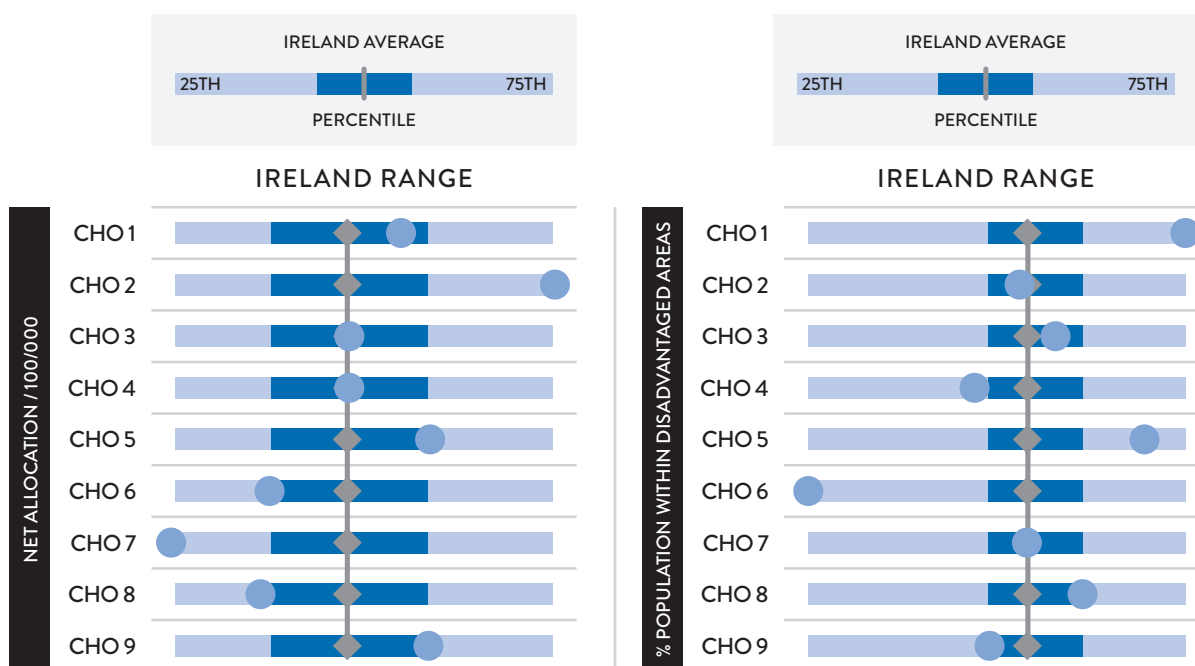 IRELAND AVERAGE
25TH
75TH
PERCENTILE
IRELAND RANGE
NET ALLOCATION /100/000
CHO 1
CHO 2
CHO 3
CHO 4
CHO 5
CHO 6
CHO 7
CHO 8
CHO 9
IRELAND AVERAGE
25TH
75TH
PERCENTILE
IRELAND RANGE
% POPULATION WITHIN DISADVANTAGED AREAS
CHO 1
CHO 2
CHO 3
CHO 4
CHO 5
CHO 6
CHO 7
CHO 8
CHO 9